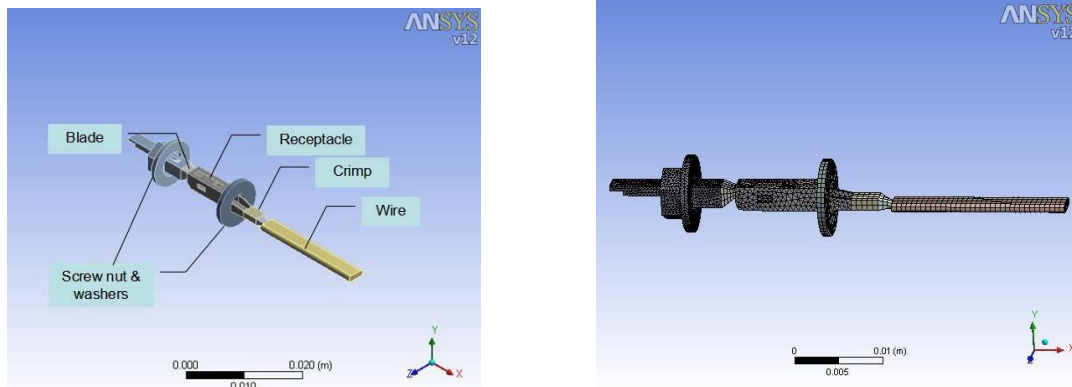 ANSYS
v12
Blade
Receptacle
Crimp
Wire
Screw nut &
washers
Y
Z
X
0.000
0.020 (m)
0.010
ANSYS
v12
Y
Z
X
0
0.01 (m)
0.005